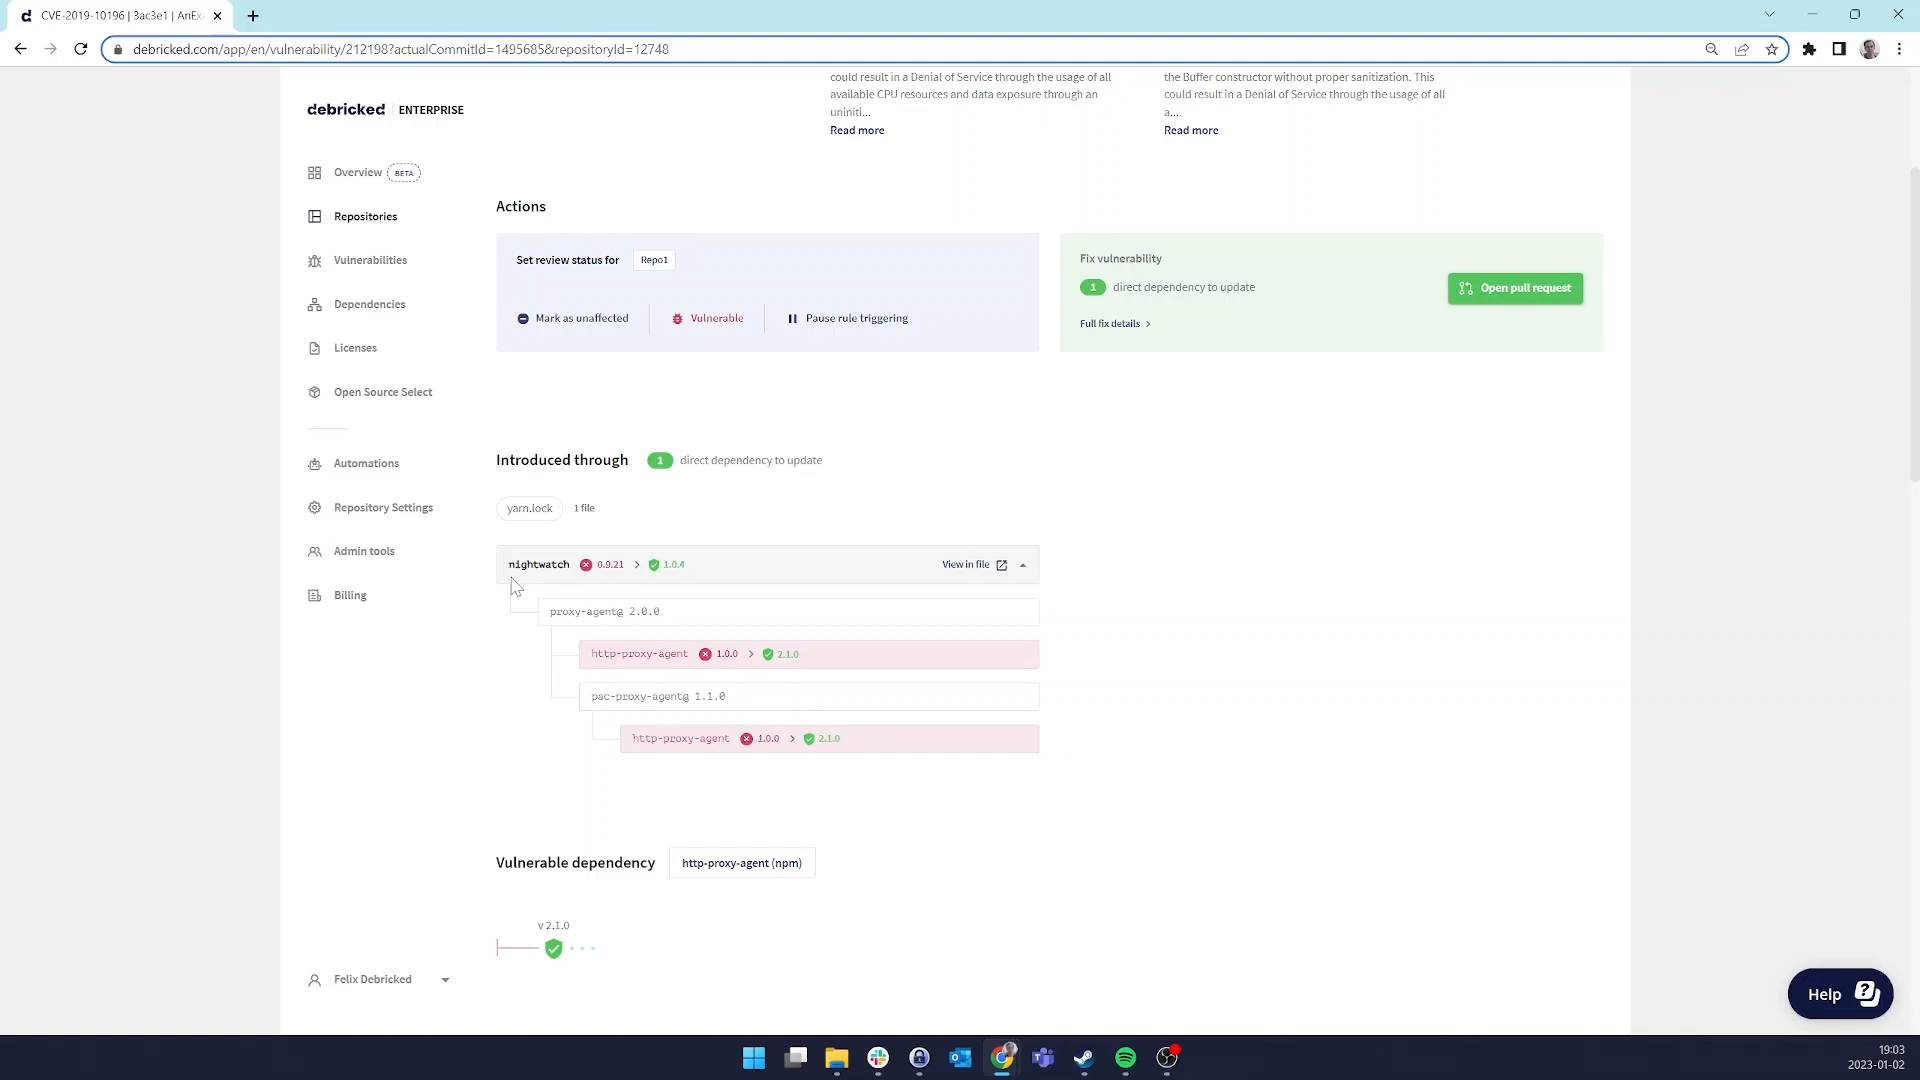 CVE-2019-10196 | 3ac3e1 | AnEx
debricked.com/app/en/vulnerability/212198?actualCommitId=1495685&repositoryId=12748
debricked ENTERPRISE
Overview BETA
Repositories
Vulnerabilities
Dependencies
Licenses
Open Source Select
Automations
Repository Settings
Admin tools
Billing
Felix Debricked
could result in a Denial of Service through the usage of all
available CPU resources and data exposure through an
uniniti...
Read more
the Buffer constructor without proper sanitization. This
could result in a Denial of Service through the usage of all
a...
Read more
Actions
Set review status for Repo1
Mark as unaffected Vulnerable Pause rule triggering
Fix vulnerability
1 direct dependency to update
Open pull request
Full fix details >
Introduced through 1 direct dependency to update
yarn.lock 1 file
nightwatch 0.9.21 > 1.0.4 View in file
proxy-agent@ 2.0.0
http-proxy-agent 1.0.0 > 2.1.0
pac-proxy-agent@ 1.1.0
http-proxy-agent 1.0.0 > 2.1.0
Vulnerable dependency http-proxy-agent (npm)
v 2.1.0
Help
19:03
2023-01-02